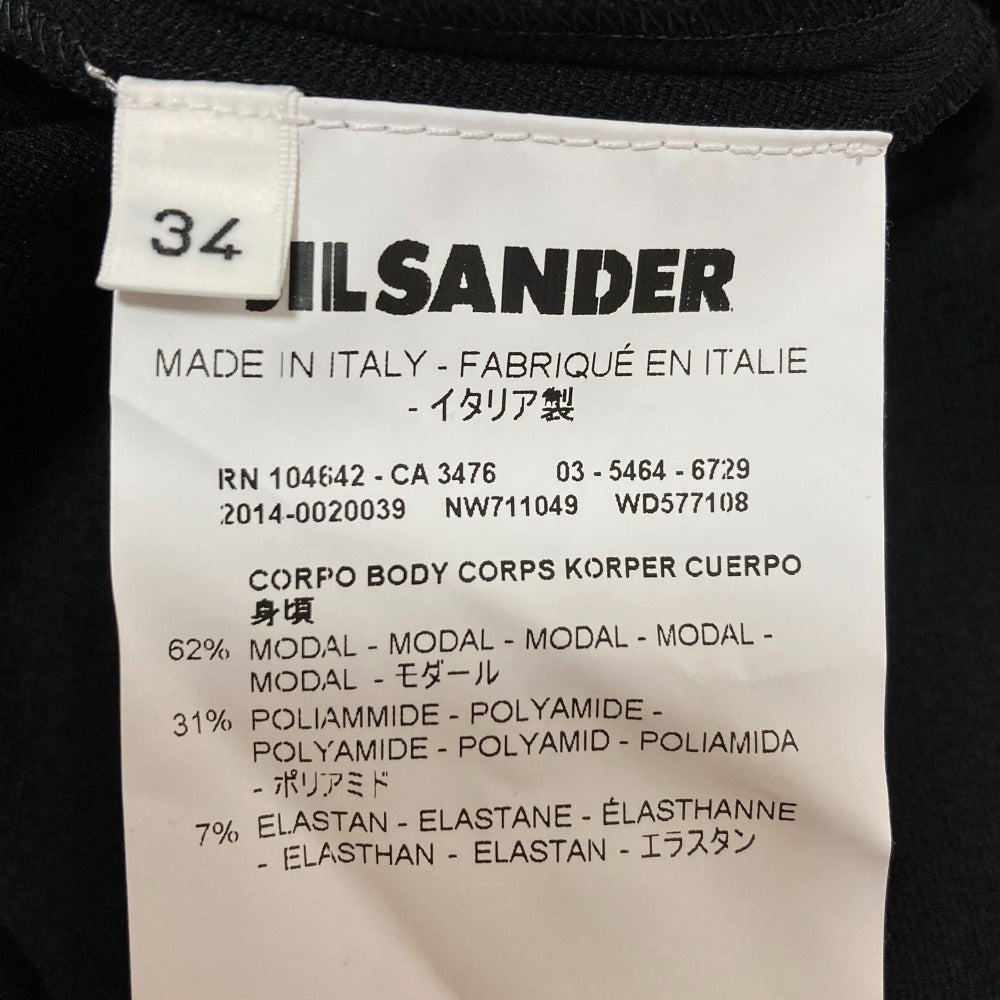 34
JIL SANDER
MADE IN ITALY - FABRIQUÉ EN ITALIE
- イタリア製
RN 104642 - CA 3476 03 - 5464 - 6729
2014-0020039 NW711049 WD577108
CORPO BODY CORPS KORPER CUERPO
身頃
62% MODAL - MODAL - MODAL - MODAL -
MODAL - モダール
31% POLIAMMIDE - POLYAMIDE -
POLYAMIDE - POLYAMID - POLIAMIDA
- ポリアミド
7% ELASTAN - ELASTANE - ÉLASTHANNE
- ELASTHAN - ELASTAN - エラスタン